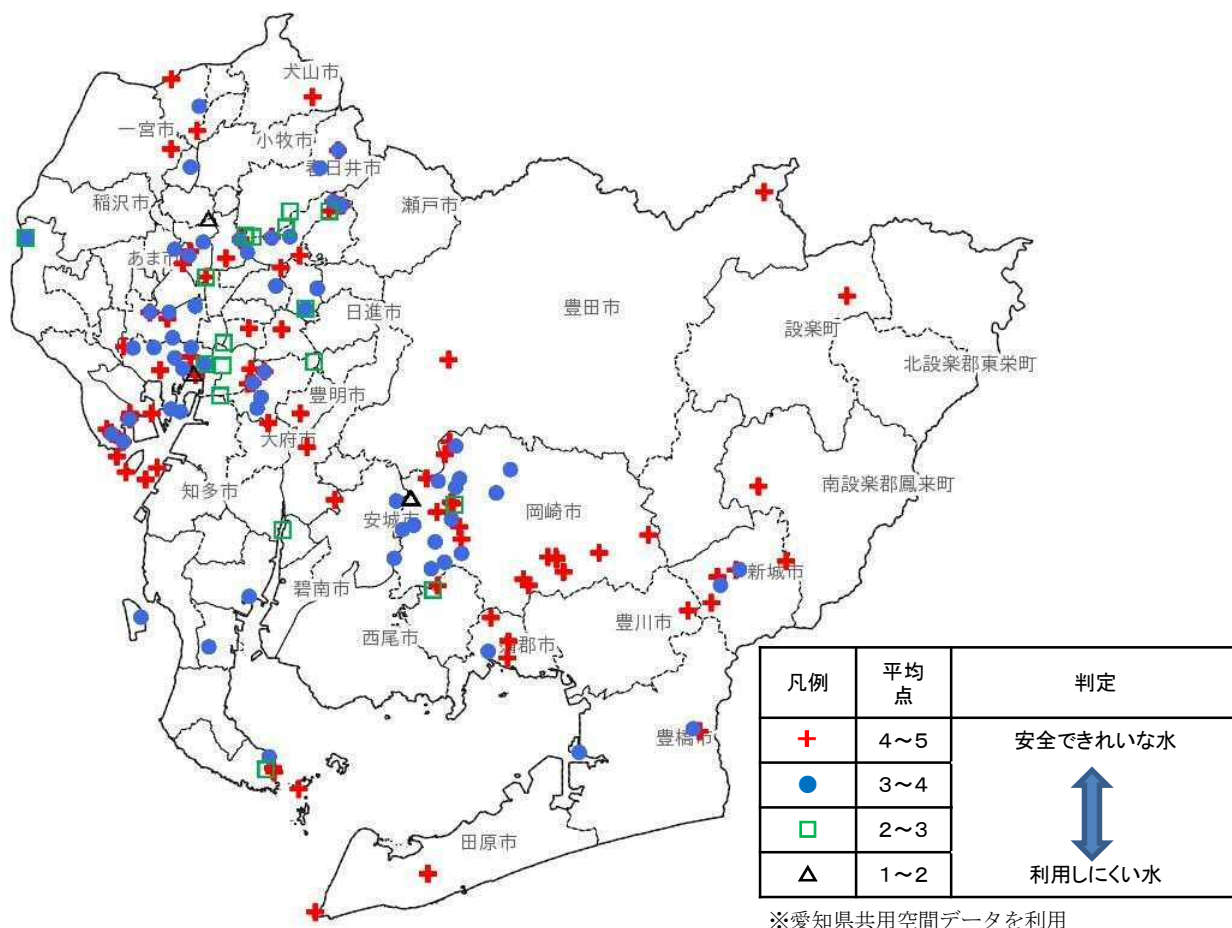 犬山市
一宮市
小牧市
春日井市
稲沢市
瀬戸市
あま市
日進市
豊田市
設楽町
北設楽郡東栄町
豊明市
大府市
知多市
安城市
岡崎市
南設楽郡鳳来町
碧南市
新城市
西尾市
豊川市
蒲郡市
豊橋市
田原市
凡例 平均点 判定
4～5 安全できれいな水
3～4
2～3
1～2 利用しにくい水
※愛知県共用空間データを利用